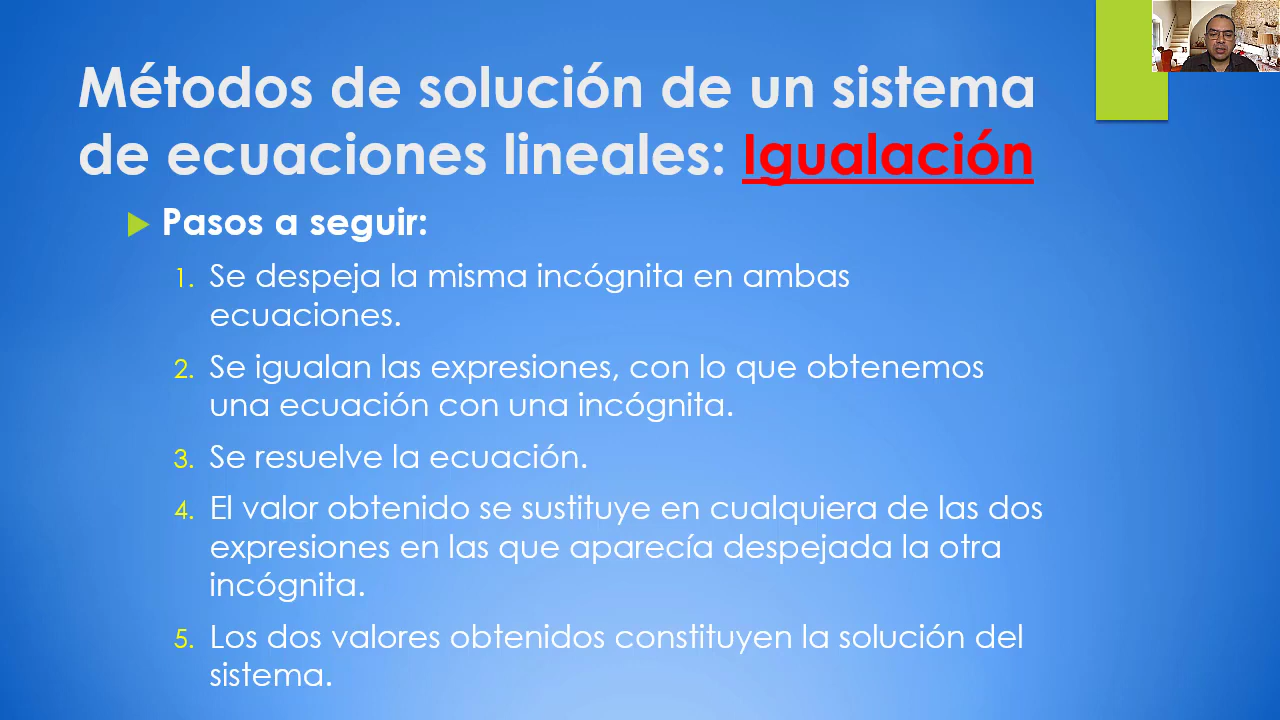 Métodos de solución de un sistema
de ecuaciones lineales: Igualación
Pasos a seguir:
1. Se despeja la misma incógnita en ambas
ecuaciones.
2. Se igualan las expresiones, con lo que obtenemos
una ecuación con una incógnita.
3. Se resuelve la ecuación.
4. El valor obtenido se sustituye en cualquiera de las dos
expresiones en las que aparecía despejada la otra
incógnita.
5. Los dos valores obtenidos constituyen la solución del
sistema.